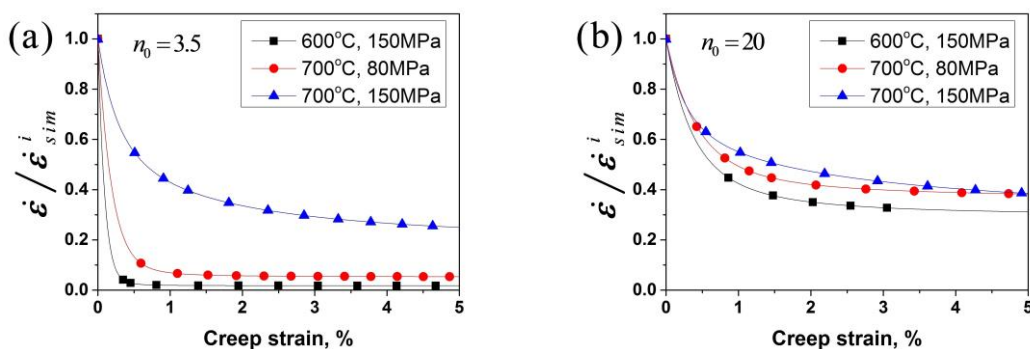 (a)
n₀ = 3.5
600°C, 150MPa
700°C, 80MPa
700°C, 150MPa
1.0
0.8
0.6
0.4
0.2
0.0
ε̇ / ε̇ⁱ_sim
0 1 2 3 4 5
Creep strain, %
(b)
n₀ = 20
600°C, 150MPa
700°C, 80MPa
700°C, 150MPa
1.0
0.8
0.6
0.4
0.2
0.0
ε̇ / ε̇ⁱ_sim
0 1 2 3 4 5
Creep strain, %